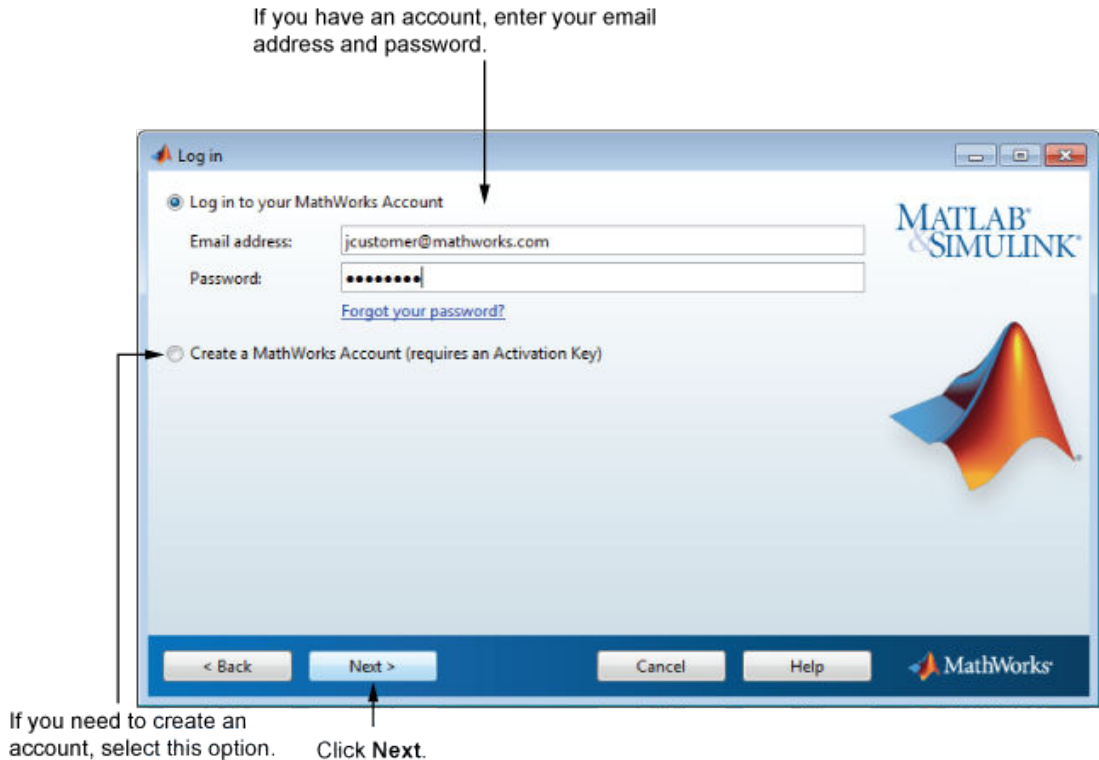 If you have an account, enter your email
address and password.
Log in
Log in to your MathWorks Account
Email address:
jcustomer@mathworks.com
Password:
••••••••
Forgot your password?
Create a MathWorks Account (requires an Activation Key)
MATLAB®
&SIMULINK®
< Back
Next >
Cancel
Help
MathWorks®
If you need to create an
account, select this option.
Click Next.